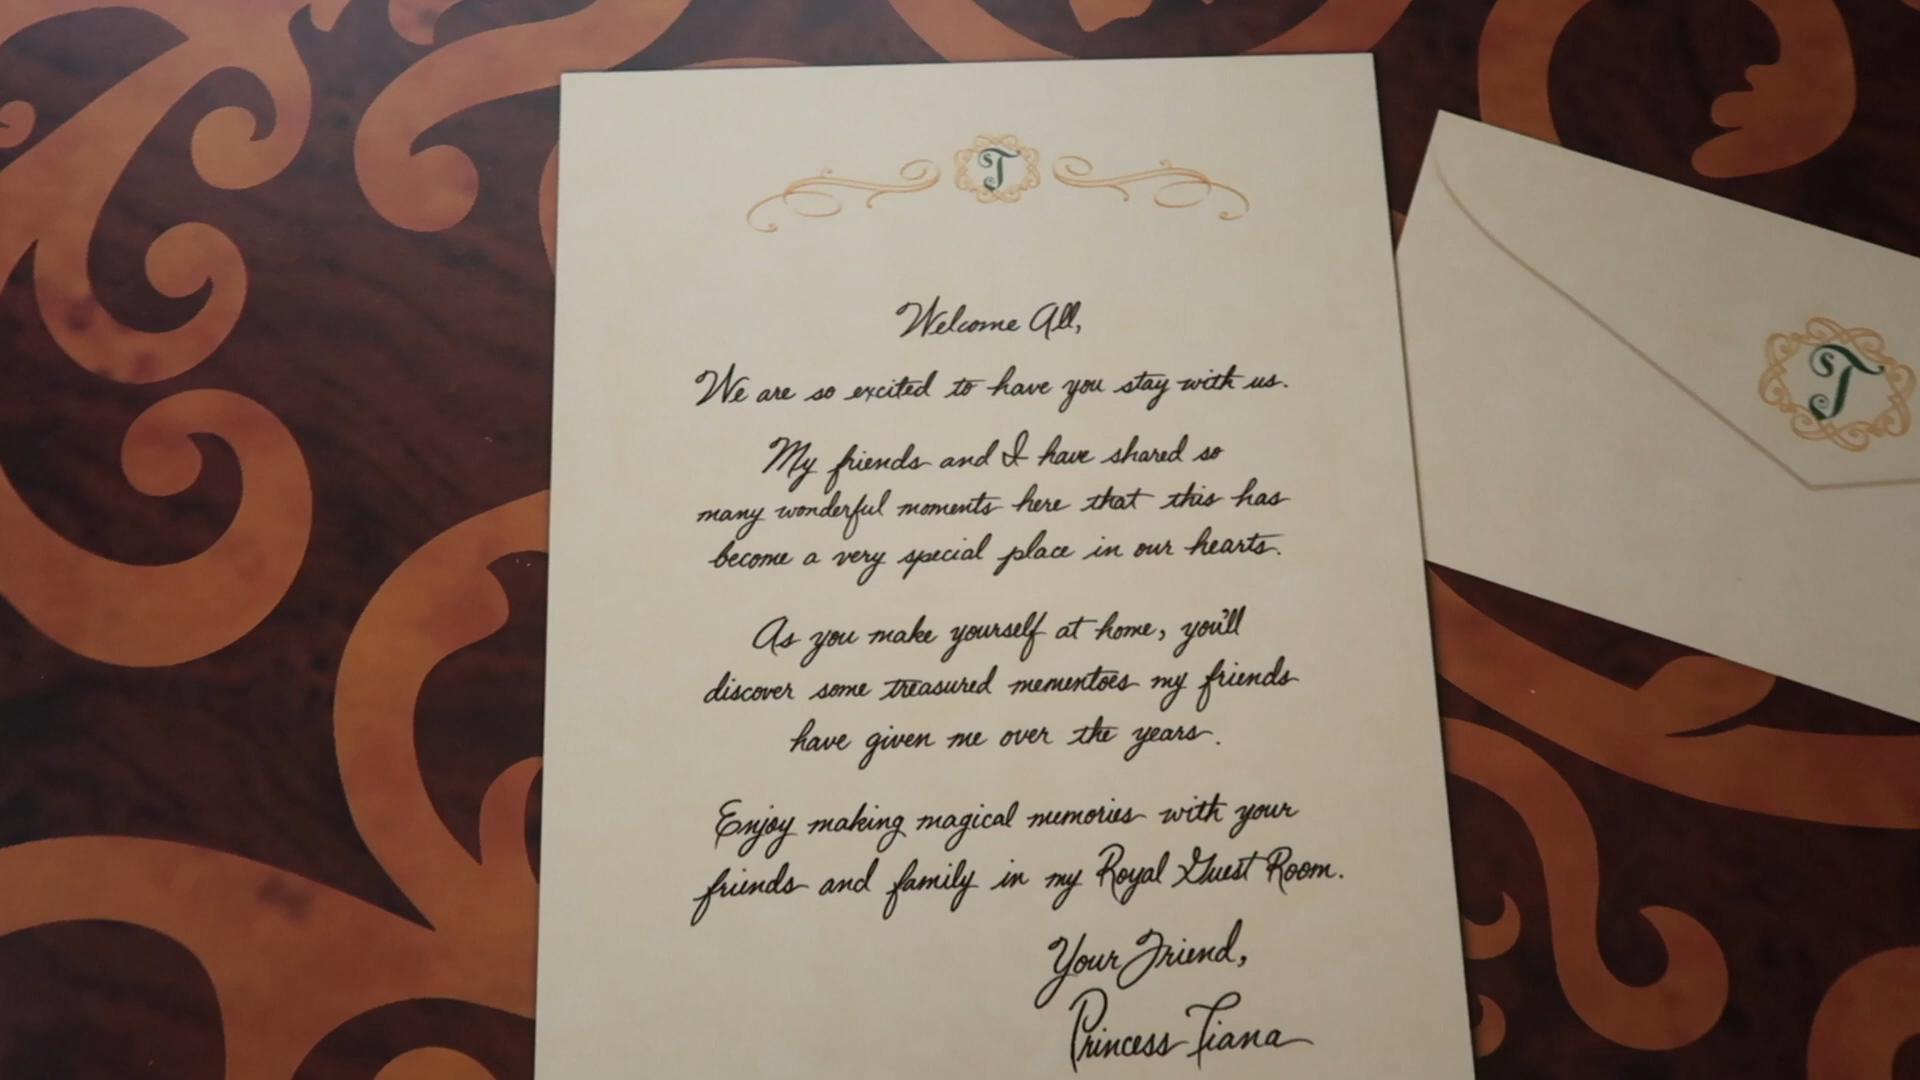 sT
Welcome All,
We are so excited to have you stay with us.
My friends and I have shared so
many wonderful moments here that this has
become a very special place in our hearts.
As you make yourself at home, you'll
discover some treasured mementoes my friends
have given me over the years.
Enjoy making magical memories with your
friends and family in my Royal Guest Room.
Your Friend,
Princess Tiana
sT